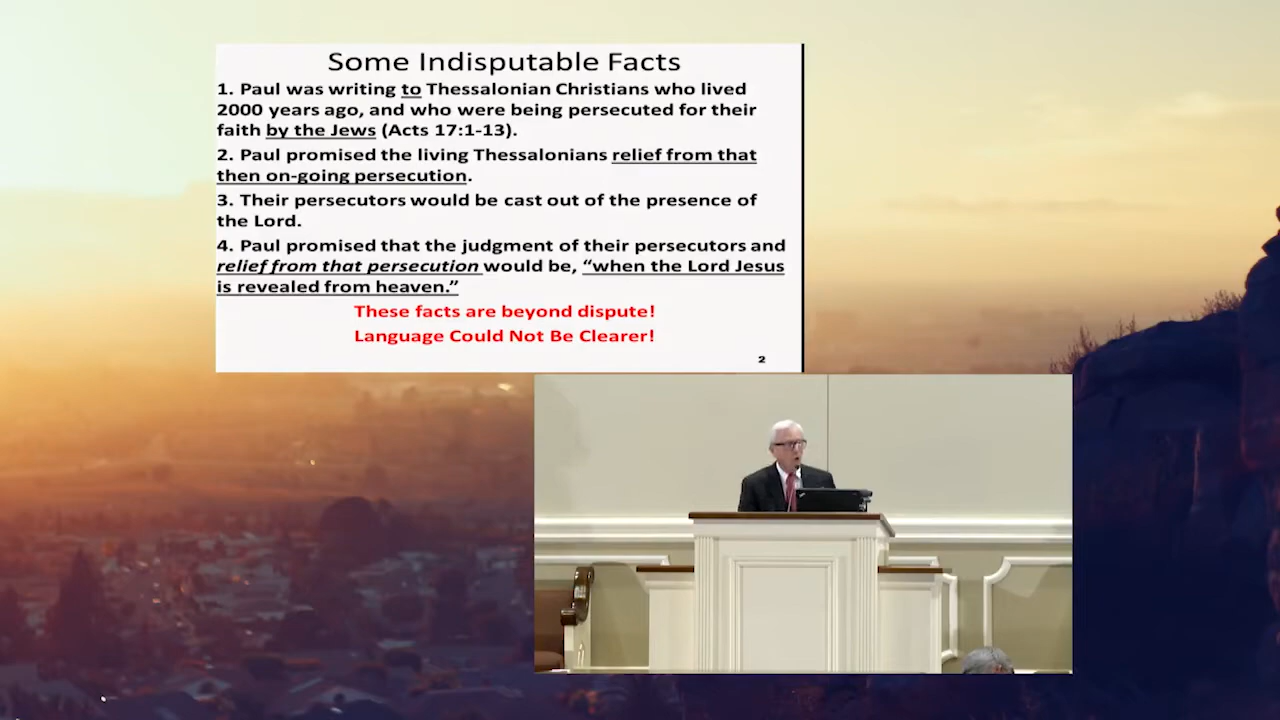 Some Indisputable Facts
1. Paul was writing to Thessalonian Christians who lived
2000 years ago, and who were being persecuted for their
faith by the Jews (Acts 17:1-13).
2. Paul promised the living Thessalonians relief from that
then on-going persecution.
3. Their persecutors would be cast out of the presence of
the Lord.
4. Paul promised that the judgment of their persecutors and
relief from that persecution would be, “when the Lord Jesus
is revealed from heaven.”
These facts are beyond dispute!
Language Could Not Be Clearer!
2